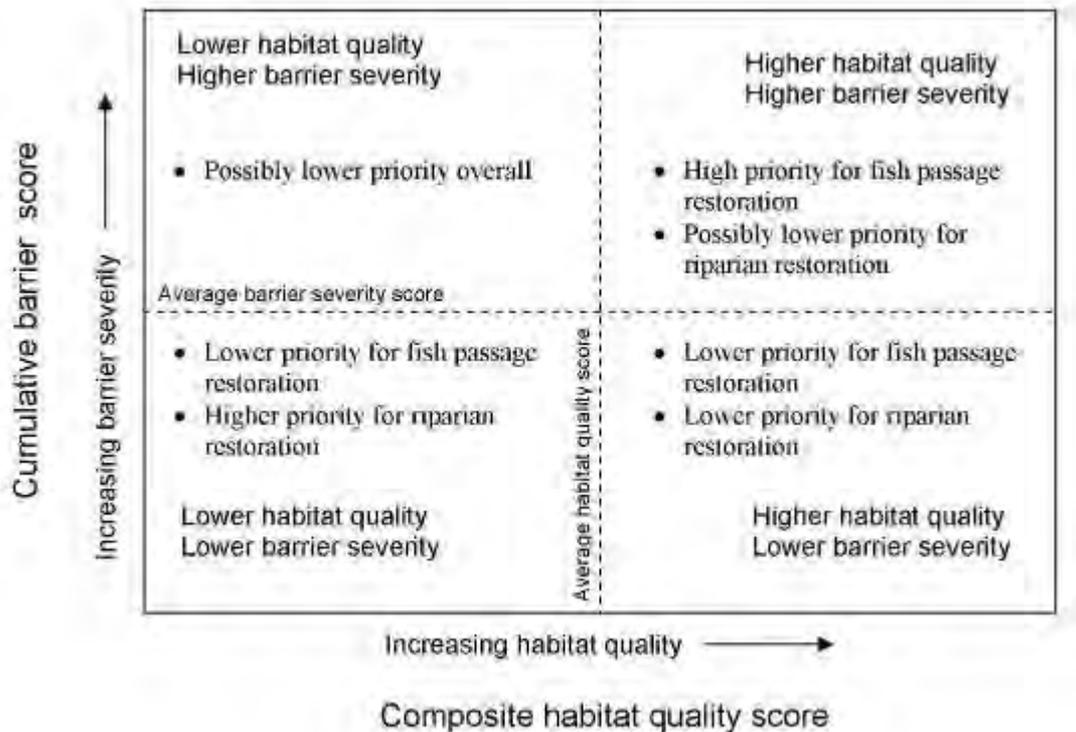 Lower habitat quality
Higher barrier severity
• Possibly lower priority overall
Higher habitat quality
Higher barrier severity
• High priority for fish passage
restoration
• Possibly lower priority for
riparian restoration
Average barrier severity score
• Lower priority for fish passage
restoration
• Higher priority for riparian
restoration
Lower habitat quality
Lower barrier severity
Average habitat quality score
• Lower priority for fish passage
restoration
• Lower priority for riparian
restoration
Higher habitat quality
Lower barrier severity
Cumulative barrier score
Increasing barrier severity
Increasing habitat quality
Composite habitat quality score